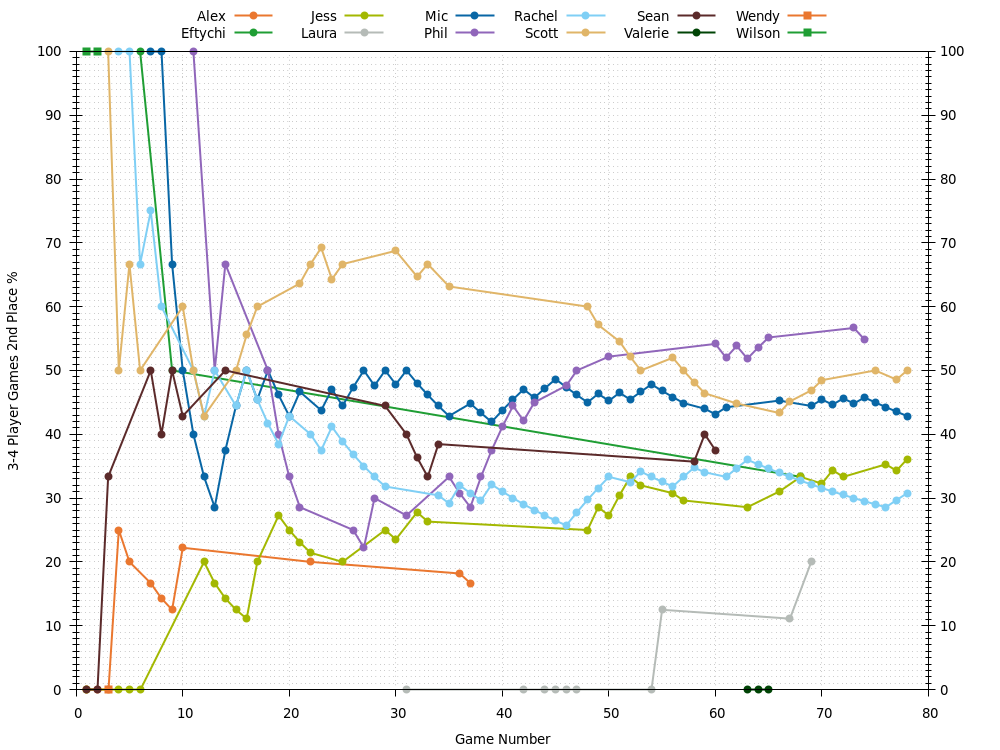 Alex Jess Mic Rachel Sean Wendy
Eftychi Laura Phil Scott Valerie Wilson
100 100
90 90
80 80
70 70
60 60
50 50
40 40
30 30
20 20
10 10
0 0
0 10 20 30 40 50 60 70 80
3-4 Player Games 2nd Place %
Game Number